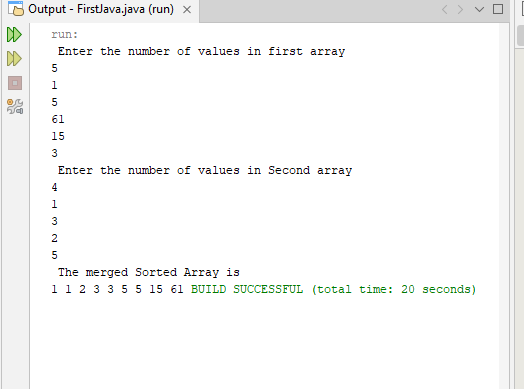 Output - FirstJava.java (run)
run:
Enter the number of values in first array
5
1
5
61
15
3
Enter the number of values in Second array
4
1
3
2
5
The merged Sorted Array is
1 1 2 3 3 5 5 15 61 BUILD SUCCESSFUL (total time: 20 seconds)